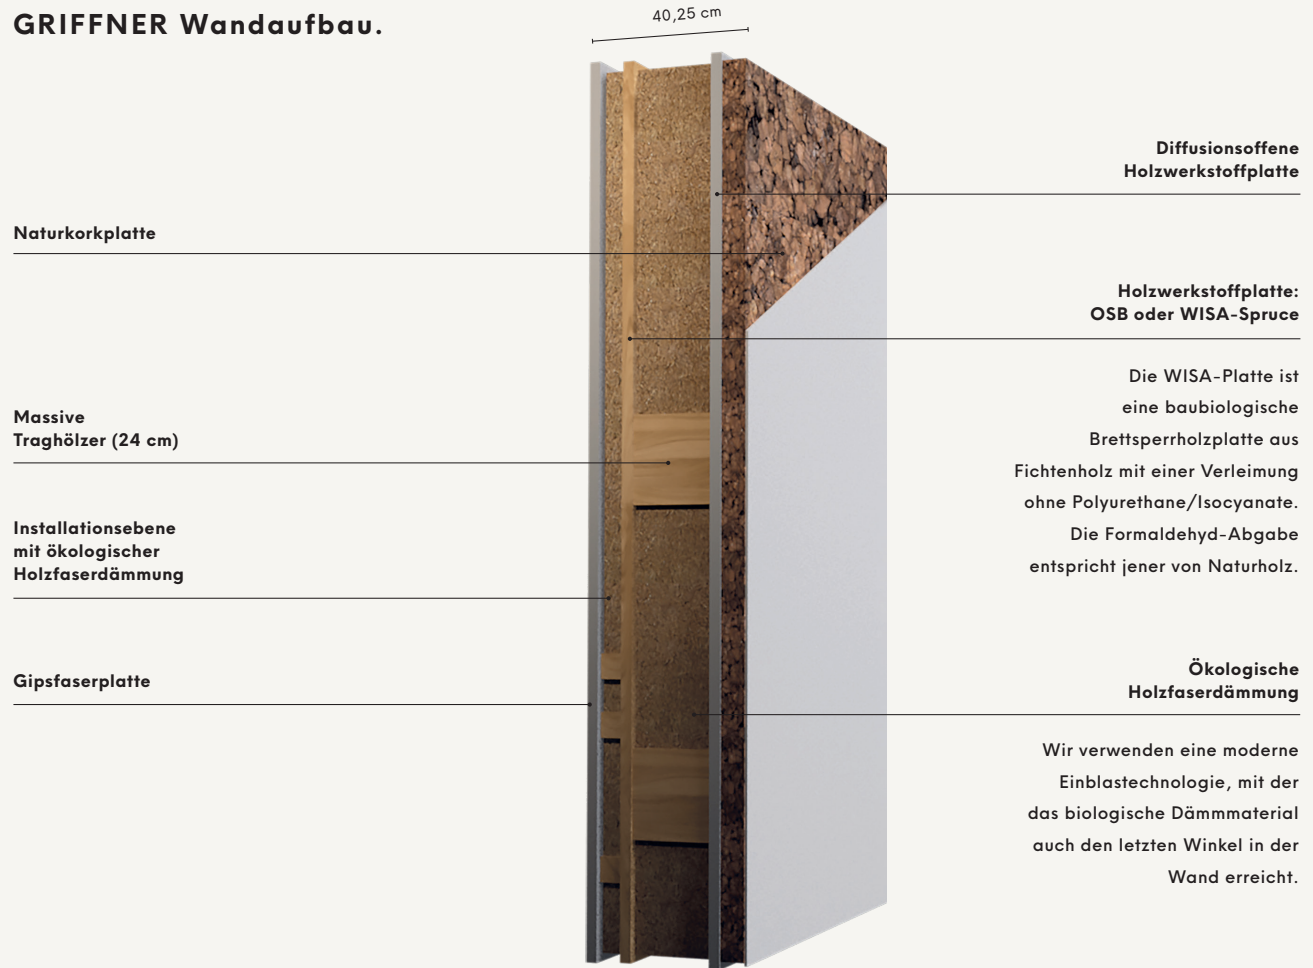 GRIFFNER Wandaufbau.
40,25 cm
Naturkorkplatte
Massive
Traghölzer (24 cm)
Installationsebene
mit ökologischer
Holzfaserdämmung
Gipsfaserplatte
Diffusionsoffene
Holzwerkstoffplatte
Holzwerkstoffplatte:
OSB oder WISA-Spruce
Die WISA-Platte ist
eine baubiologische
Brettsperrholzplatte aus
Fichtenholz mit einer Verleimung
ohne Polyurethane/Isocyanate.
Die Formaldehyd-Abgabe
entspricht jener von Naturholz.
Ökologische
Holzfaserdämmung
Wir verwenden eine moderne
Einblastechnologie, mit der
das biologische Dämmmaterial
auch den letzten Winkel in der
Wand erreicht.